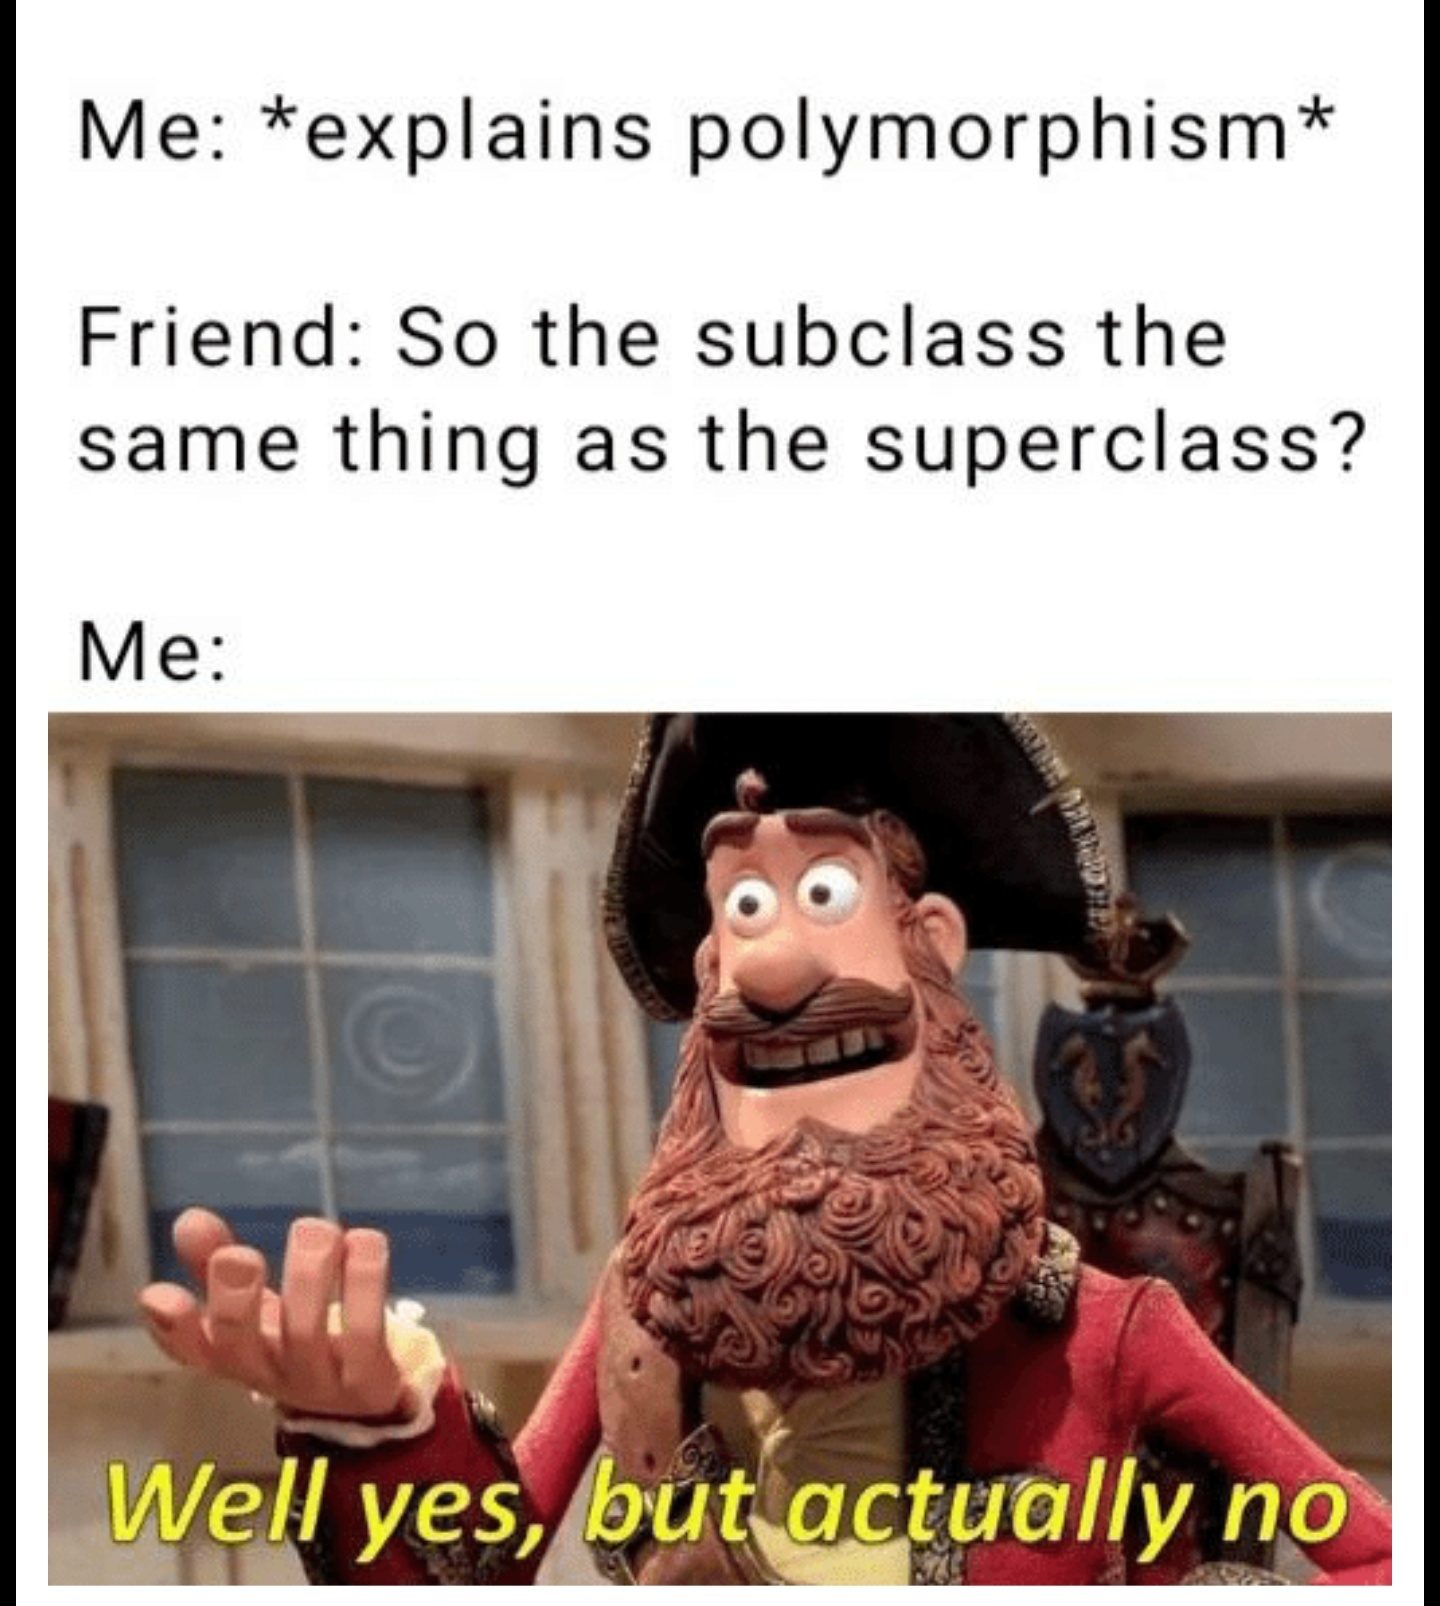 Me: *explains polymorphism*
Friend: So the subclass the
same thing as the superclass?
Me:
Well yes, but actually no